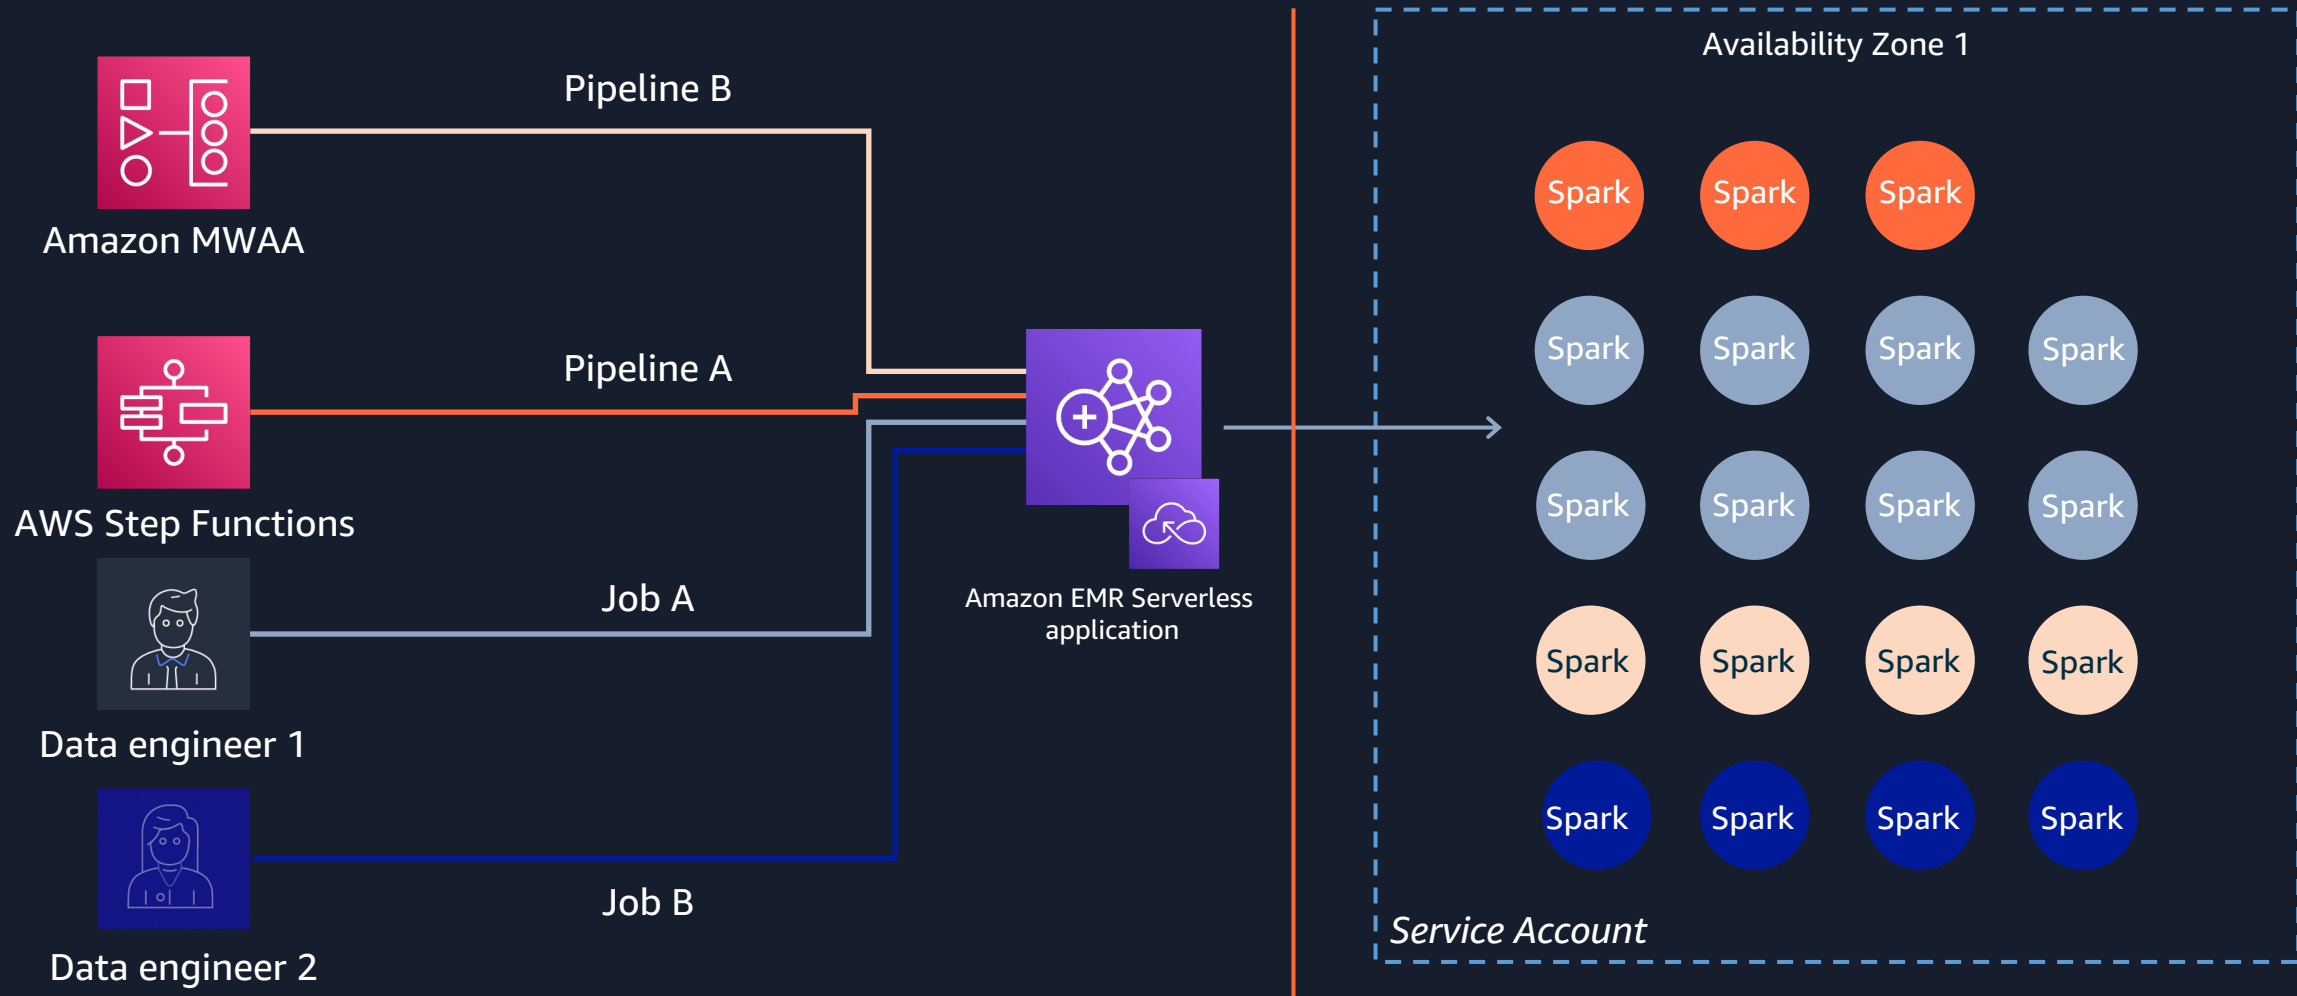 Pipeline B
Amazon MWAA
Pipeline A
AWS Step Functions
Job A
Data engineer 1
Job B
Data engineer 2
Amazon EMR Serverless
application
Availability Zone 1
Spark Spark Spark
Spark Spark Spark Spark
Spark Spark Spark Spark
Spark Spark Spark Spark
Spark Spark Spark Spark
Service Account